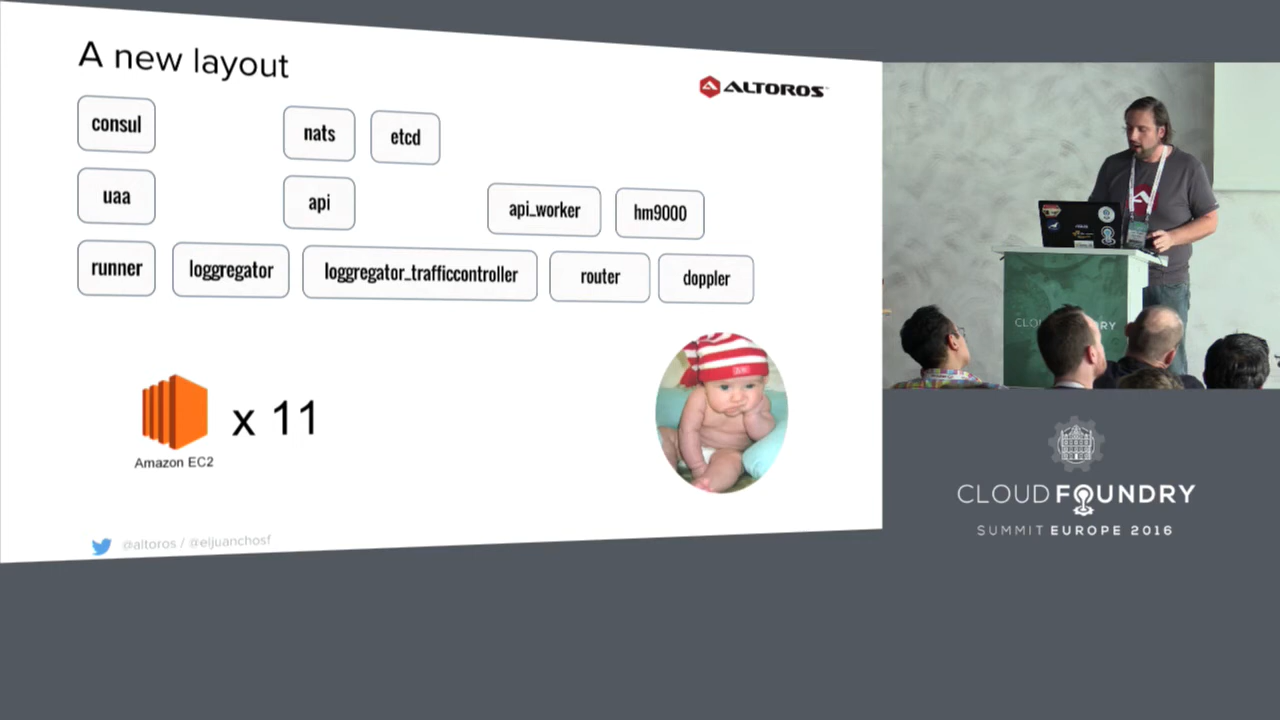 A new layout
ALTOROS
consul
nats
etcd
uaa
api
api_worker
hm9000
runner
loggregator
loggregator_trafficcontroller
router
doppler
x 11
Amazon EC2
@altoros / @eljuanchosf
CLOUD FOUNDRY
SUMMIT EUROPE 2016